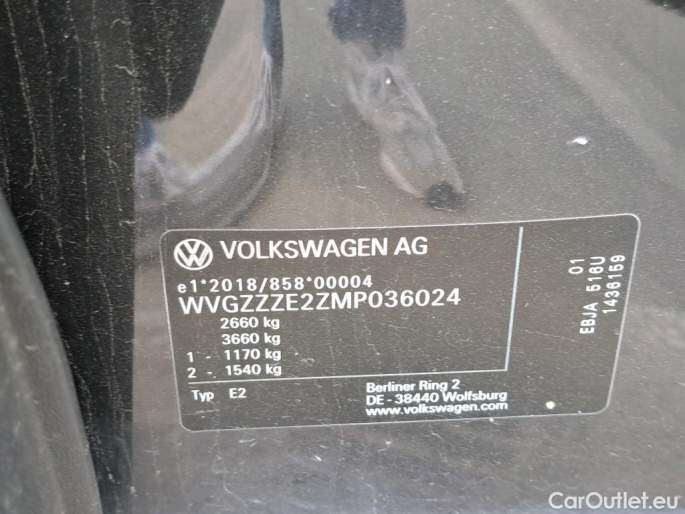 VOLKSWAGEN AG
e1*2018/858*00004
WVGZZZE2ZMP036024
2660 kg
3660 kg
1 - 1170 kg
2 - 1540 kg
Typ E2
Berliner Ring 2
DE - 38440 Wolfsburg
www.volkswagen.com
01
EBJA 516U
1436159
CarOutlet.eu